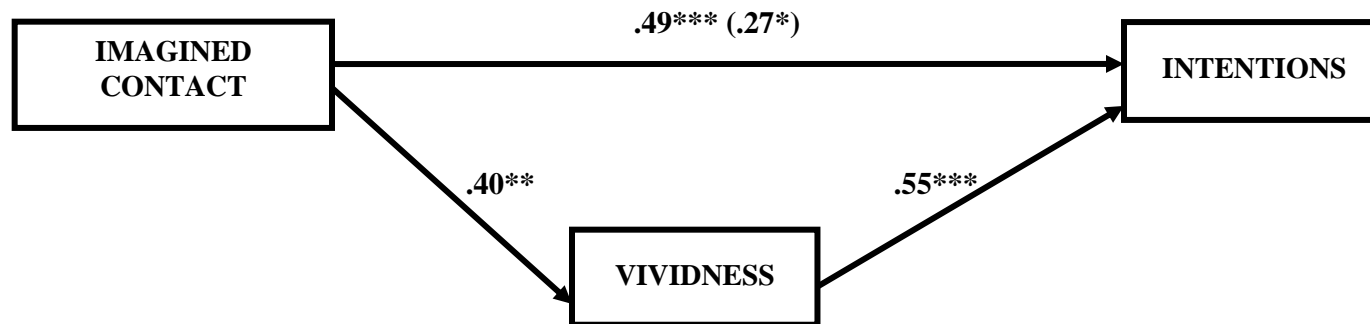 .49*** (.27*)
IMAGINED
CONTACT
INTENTIONS
.40**
.55***
VIVIDNESS